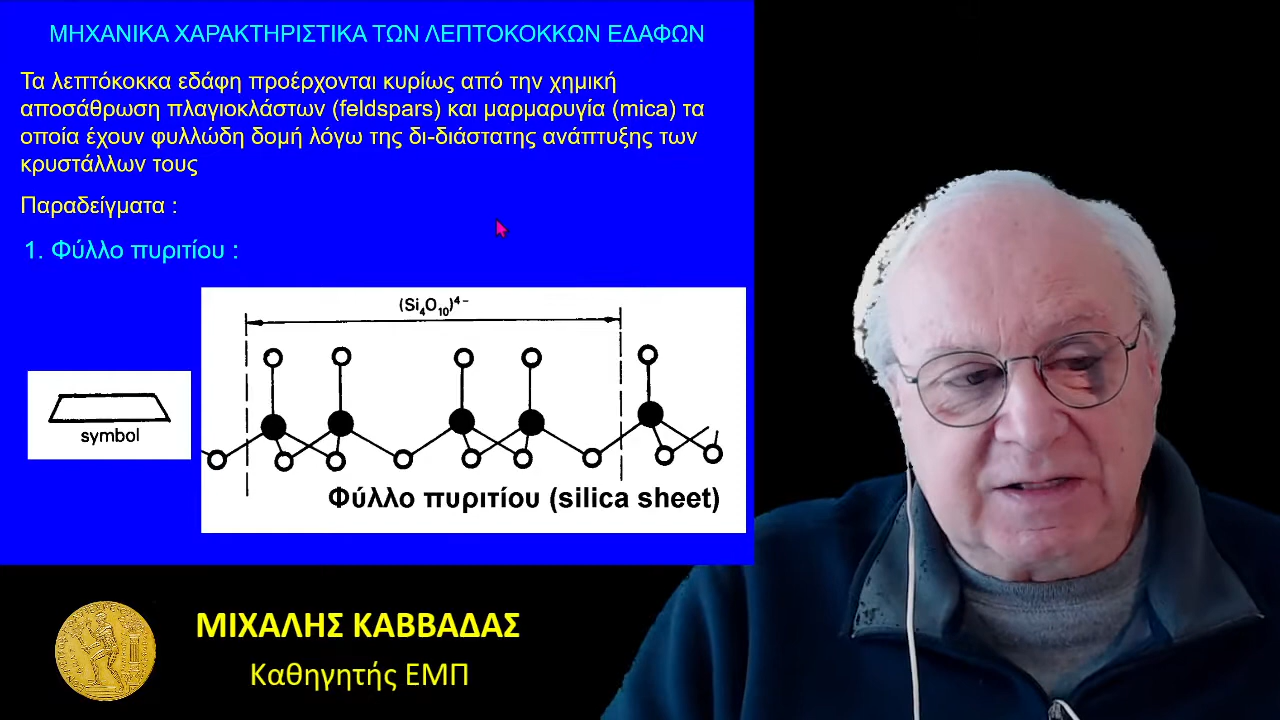 ΜΗΧΑΝΙΚΑ ΧΑΡΑΚΤΗΡΙΣΤΙΚΑ ΤΩΝ ΛΕΠΤΟΚΟΚΚΩΝ ΕΔΑΦΩΝ
Τα λεπτόκοκκα εδάφη προέρχονται κυρίως από την χημική
αποσάθρωση πλαγιοκλάστων (feldspars) και μαρμαρυγία (mica) τα
οποία έχουν φυλλώδη δομή λόγω της δι-διάστατης ανάπτυξης των
κρυστάλλων τους
Παραδείγματα :
1. Φύλλο πυριτίου :
(Si₄O₁₀)⁴⁻
symbol
Φύλλο πυριτίου (silica sheet)
ΜΙΧΑΛΗΣ ΚΑΒΒΑΔΑΣ
Καθηγητής ΕΜΠ